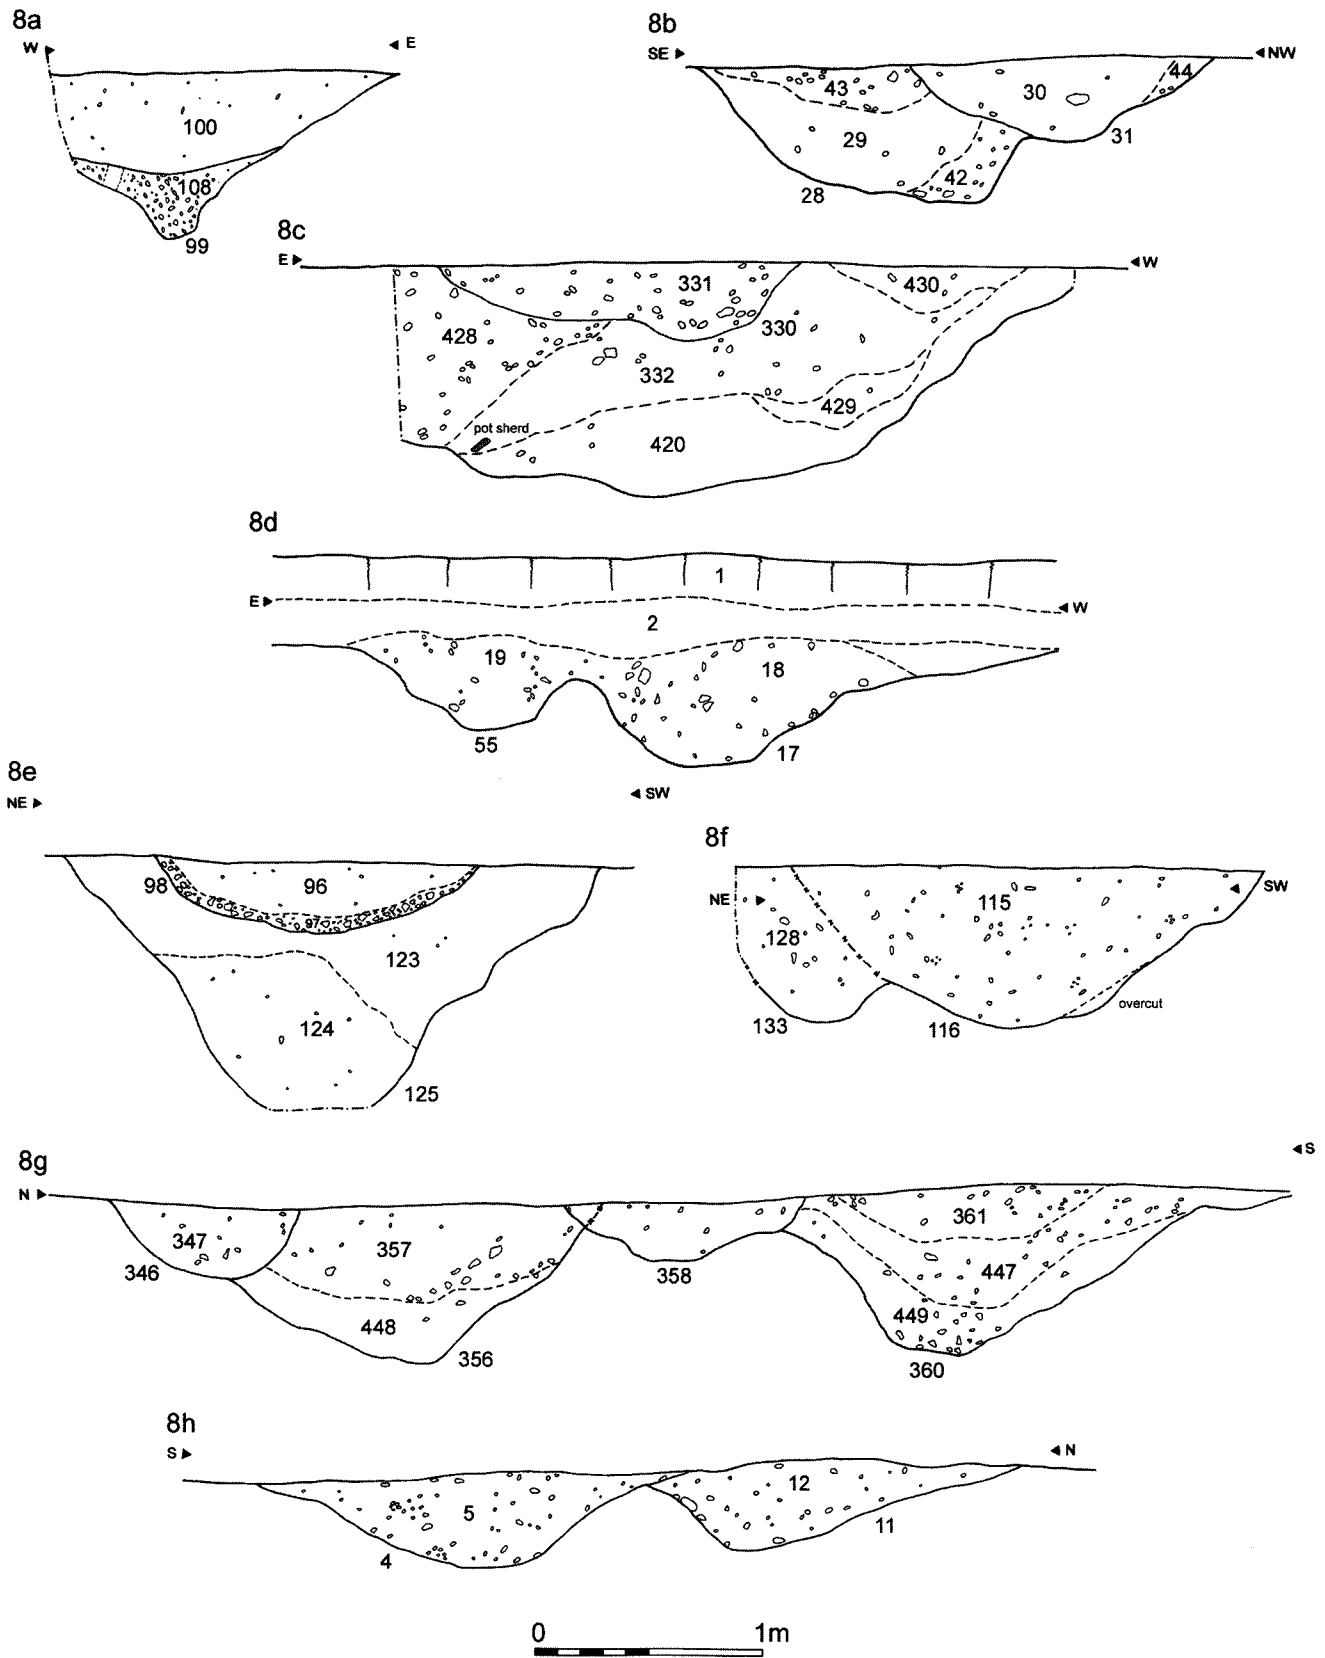 8a
W E
100
108
99
8b
SE NW
43 30 44
29
42
31
28
8c
E W
331 430
428 330
332
429
pot sherd
420
8d
1
E W
2
19 18
55 17
8e
NE SW
98 96
97
123
124
125
8f
NE SW
115
128
overcut
133 116
8g
N S
347 357 361
346 358 447
448 449
356 360
8h
S N
5 12
4 11
0 1m